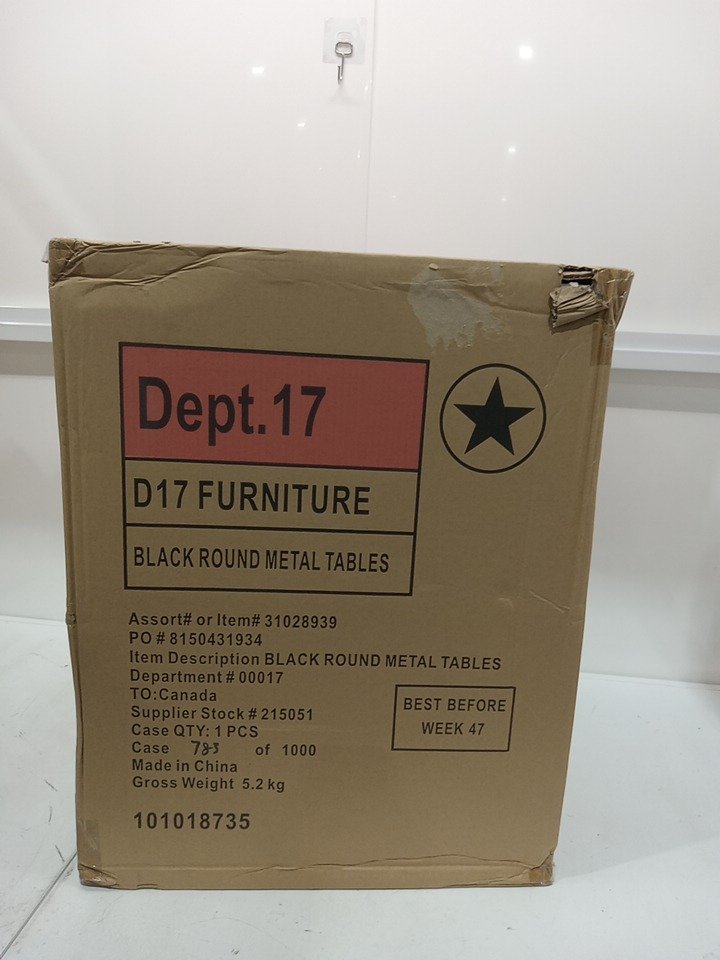 Dept.17
D17 FURNITURE
BLACK ROUND METAL TABLES
Assort# or Item# 31028939
PO # 8150431934
Item Description BLACK ROUND METAL TABLES
Department # 00017
TO:Canada
Supplier Stock # 215051
Case QTY: 1 PCS
Case 783 of 1000
Made in China
Gross Weight 5.2 kg
BEST BEFORE
WEEK 47
101018735